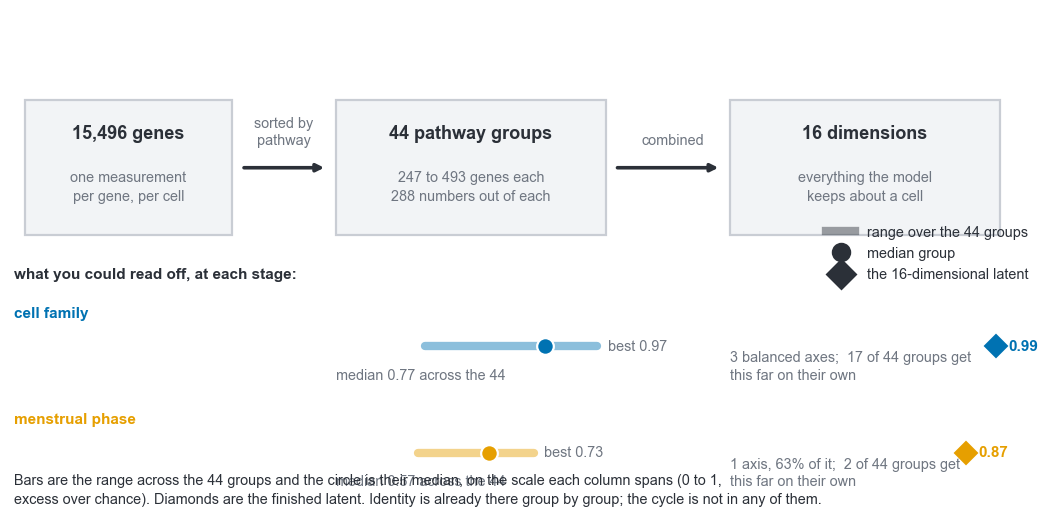 15,496 genes
one measurement
per gene, per cell
sorted by
pathway
44 pathway groups
247 to 493 genes each
288 numbers out of each
combined
16 dimensions
everything the model
keeps about a cell
range over the 44 groups
median group
the 16-dimensional latent
what you could read off, at each stage:
cell family
best 0.97
0.99
median 0.77 across the 44
3 balanced axes;  17 of 44 groups get
this far on their own
menstrual phase
best 0.73
0.87
1 axis, 63% of it;  2 of 44 groups get
this far on their own
median 0.67 across the 44
Bars are the range across the 44 groups and the circle is their median, on the scale each column spans (0 to 1,
excess over chance). Diamonds are the finished latent. Identity is already there group by group; the cycle is not in any of them.